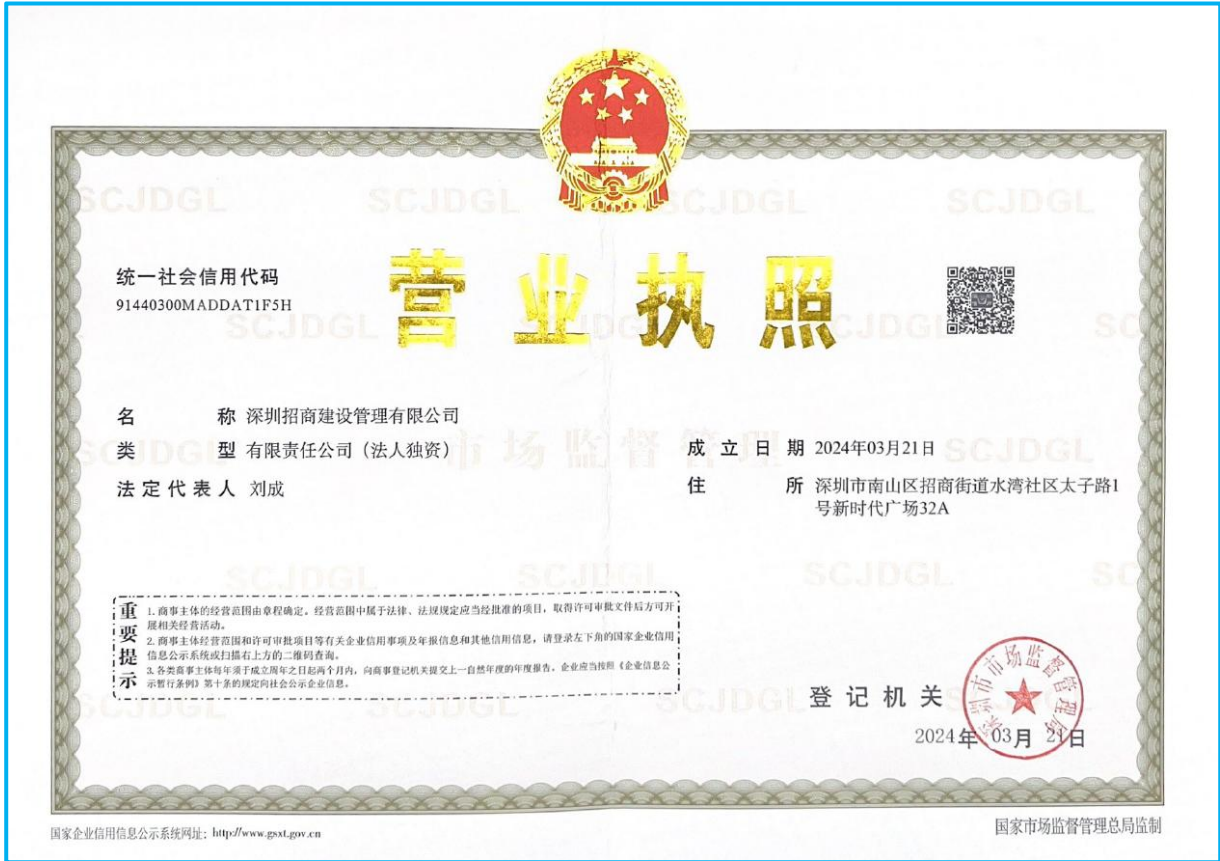 统一社会信用代码
91440300MADDAT1F5H
营业执照
名称 深圳招商建设管理有限公司
类型 有限责任公司（法人独资）
法定代表人 刘成
成立日期 2024年03月21日
住所 深圳市南山区招商街道水湾社区太子路1
号新时代广场32A
重要提示
1.商事主体的经营范围由章程确定。经营范围中属于法律、法规规定应当经批准的项目，取得许可审批文件后方可开
展相关经营活动。
2.商事主体经营范围和许可审批项目等有关企业信用事项及年报信息和其他信用信息，请登录左下角的国家企业信用
信息公示系统或扫描右上方的二维码查询。
3.各类商事主体每年须于成立周年之日起两个月内，向商事登记机关提交上一自然年度的年度报告。企业应当按照《企业信息公
示暂行条例》第十条的规定向社会公示企业信息。
登记机关
深圳市市场监督管理局
2024年03月21日
国家企业信用信息公示系统网址：http://www.gsxt.gov.cn
国家市场监督管理总局监制
SCJDGL
市场监督管理